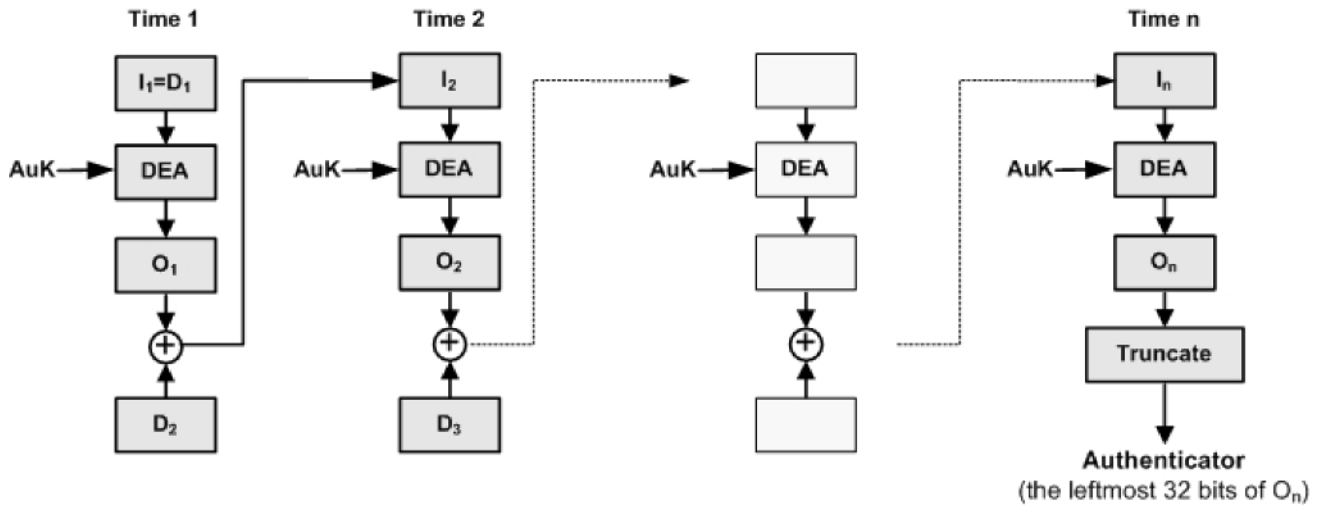 Time 1
Time 2
Time n
I₁=D₁
I₂
Iₙ
AuK
DEA
AuK
DEA
AuK
DEA
AuK
DEA
O₁
O₂
Oₙ
Truncate
D₂
D₃
Authenticator
(the leftmost 32 bits of Oₙ)